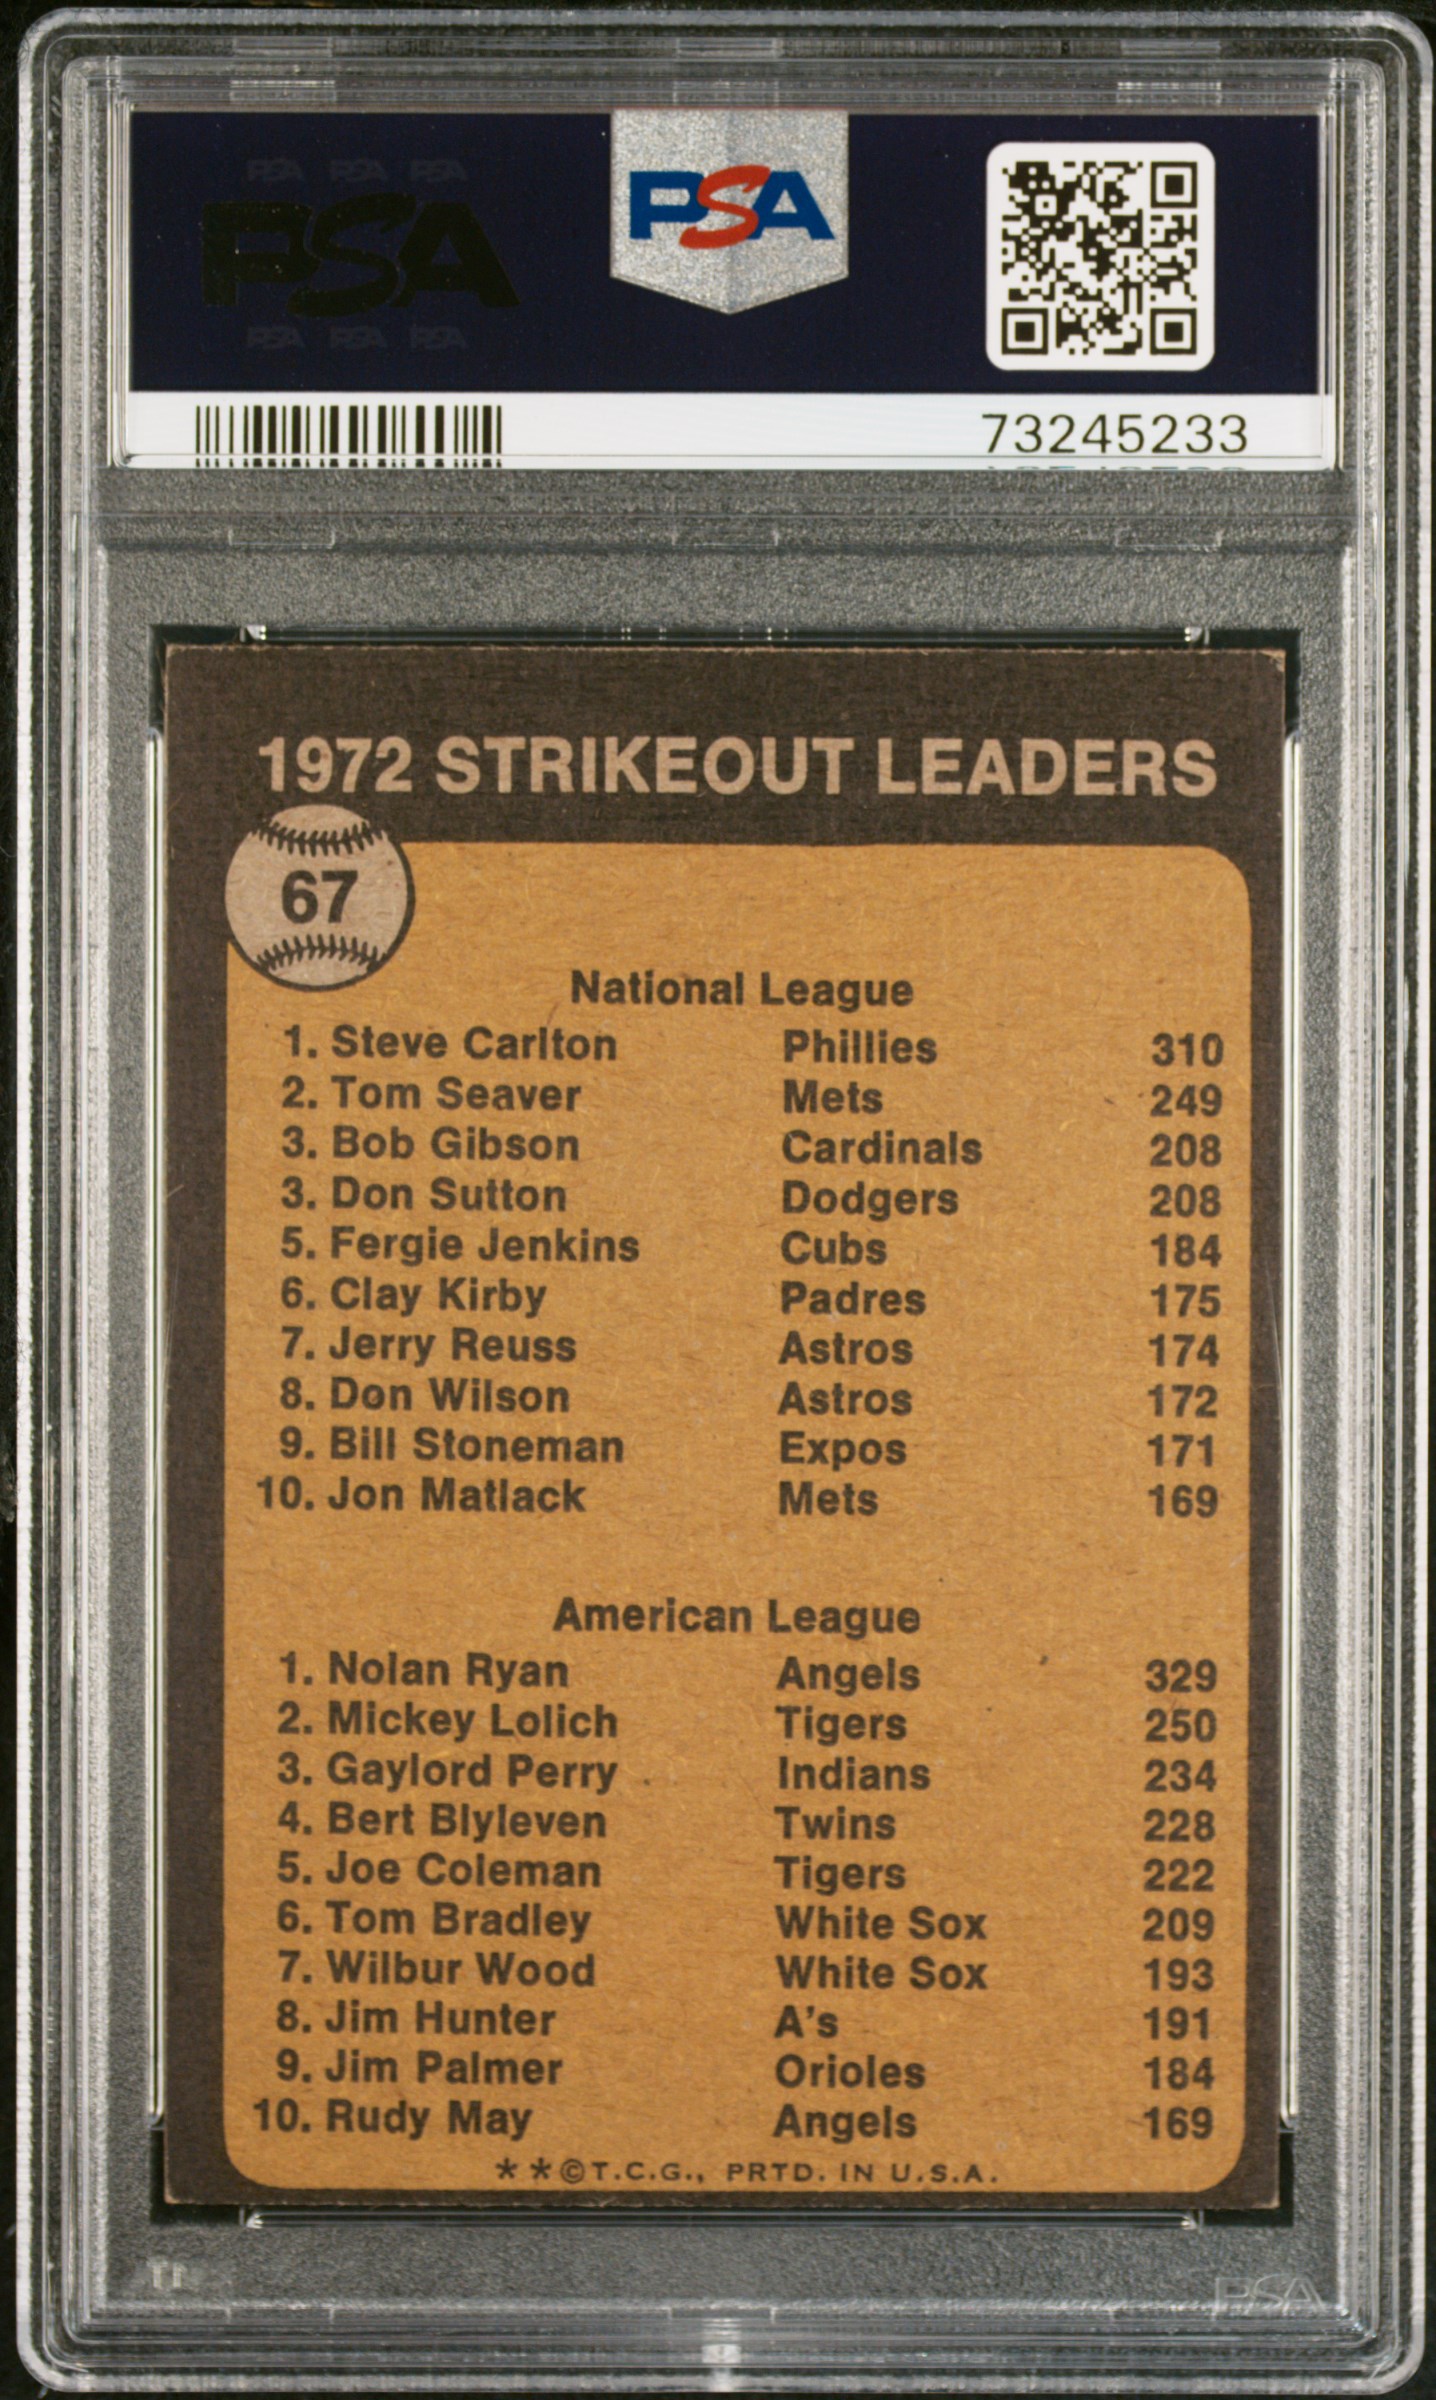 PSA PSA PSA
PSA
PSA PSA PSA
PSA
73245233
1972 STRIKEOUT LEADERS
67
National League
1. Steve Carlton Phillies 310
2. Tom Seaver Mets 249
3. Bob Gibson Cardinals 208
3. Don Sutton Dodgers 208
5. Fergie Jenkins Cubs 184
6. Clay Kirby Padres 175
7. Jerry Reuss Astros 174
8. Don Wilson Astros 172
9. Bill Stoneman Expos 171
10. Jon Matlack Mets 169
American League
1. Nolan Ryan Angels 329
2. Mickey Lolich Tigers 250
3. Gaylord Perry Indians 234
4. Bert Blyleven Twins 228
5. Joe Coleman Tigers 222
6. Tom Bradley White Sox 209
7. Wilbur Wood White Sox 193
8. Jim Hunter A's 191
9. Jim Palmer Orioles 184
10. Rudy May Angels 169
**©T.C.G., PRTD. IN U.S.A.
PSA